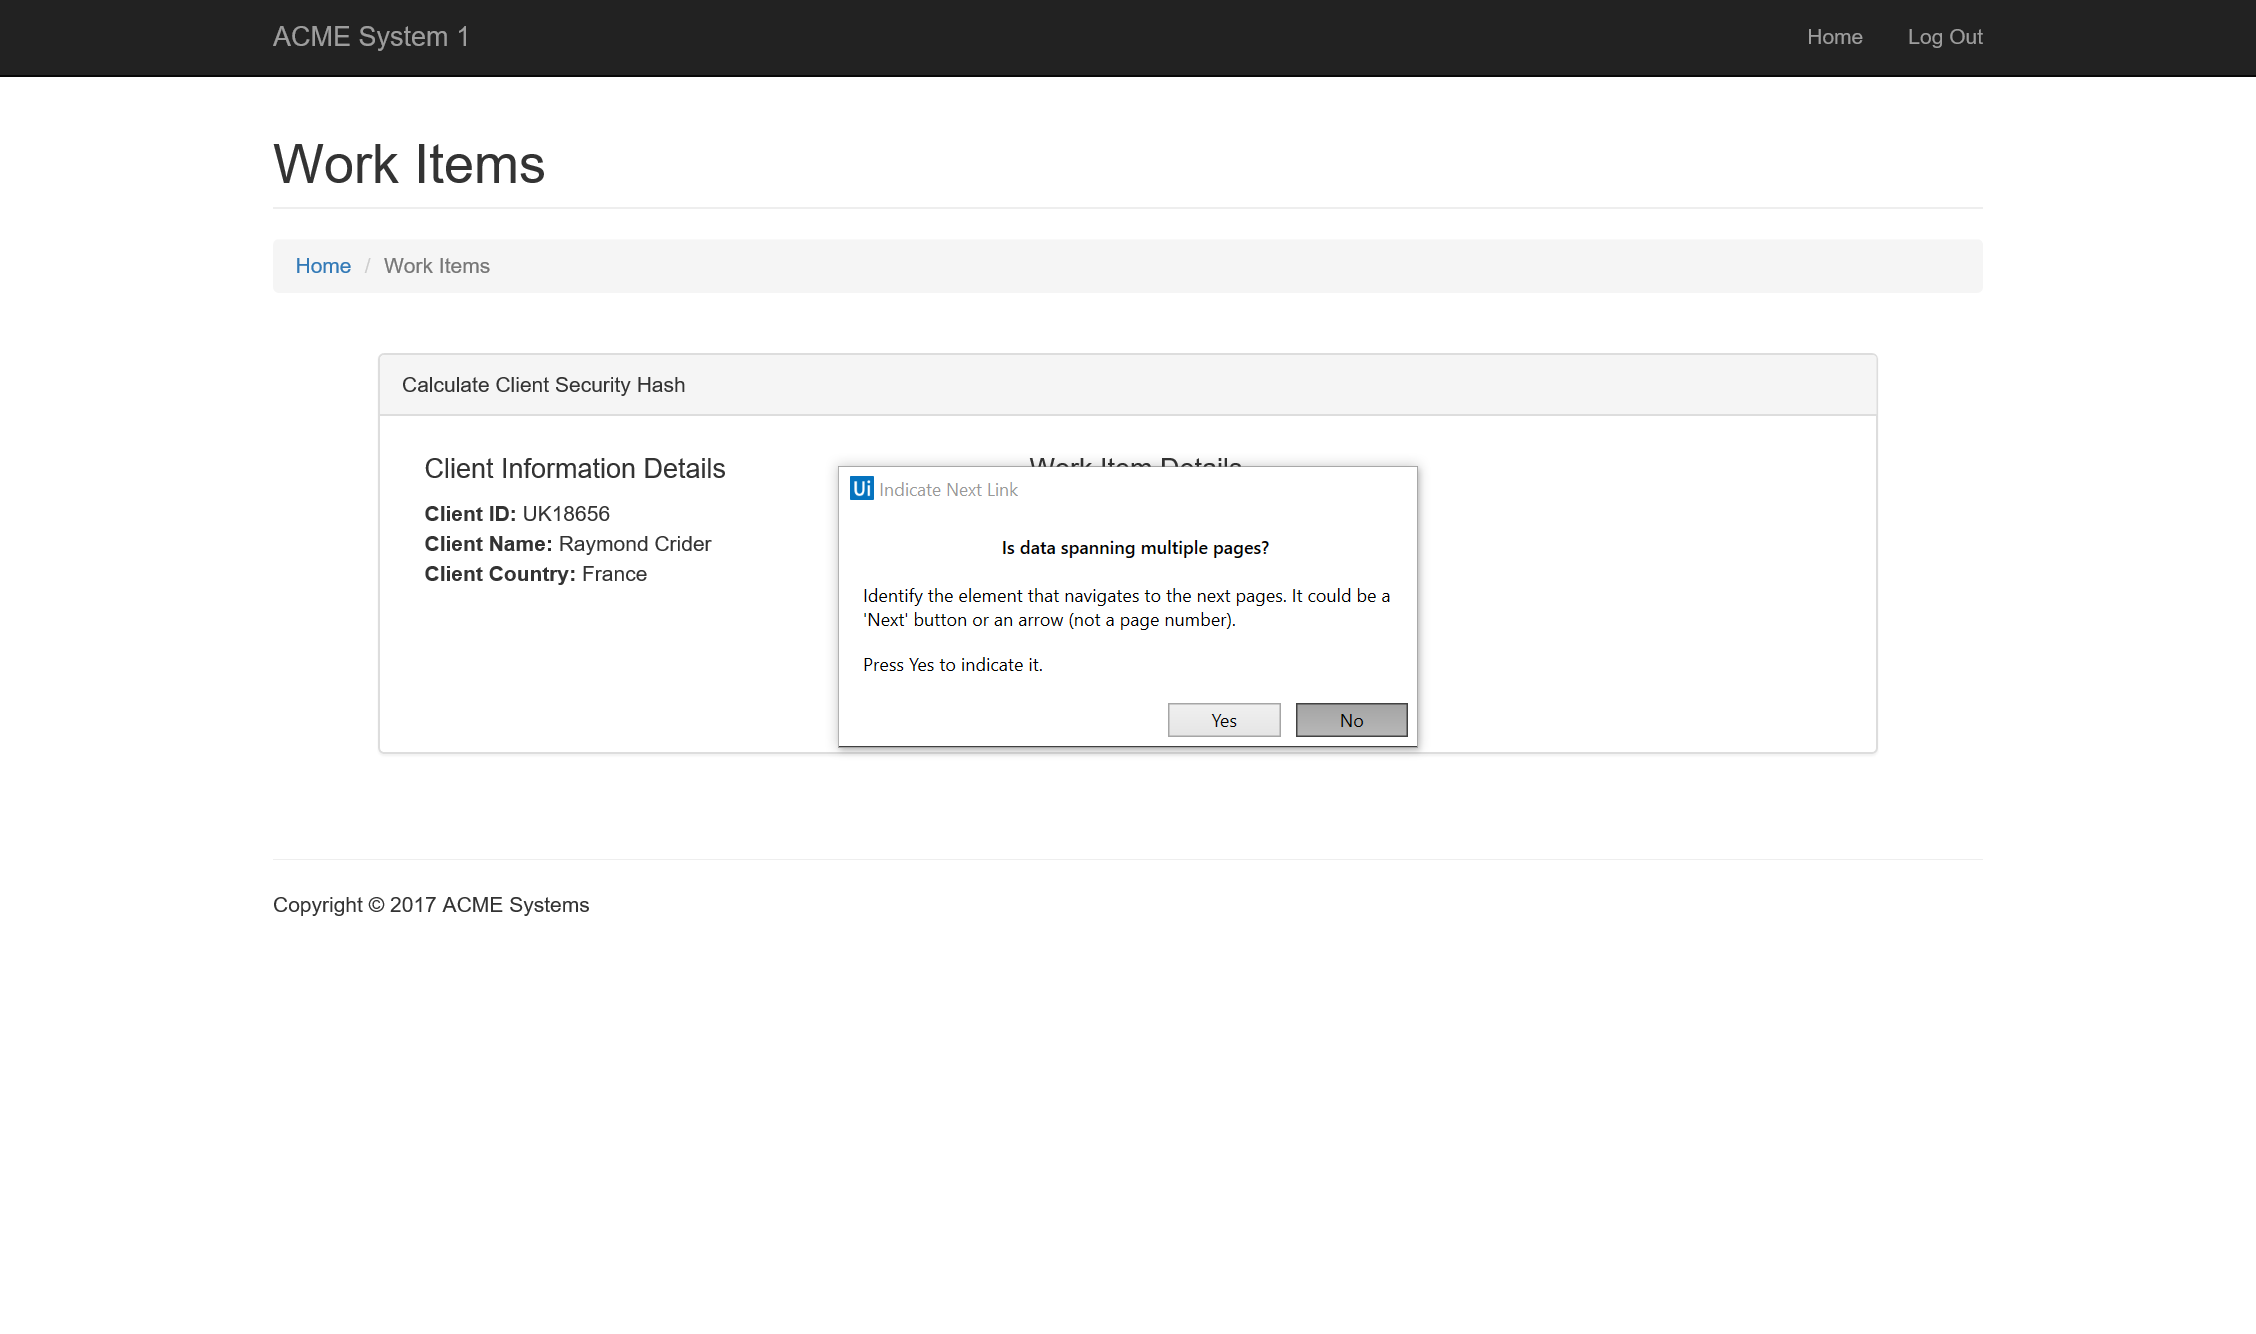 ACME System 1
Home
Log Out
Work Items
Home / Work Items
Calculate Client Security Hash
Client Information Details
Client ID: UK18656
Client Name: Raymond Crider
Client Country: France
Work Item Details
Ui Indicate Next Link
Is data spanning multiple pages?
Identify the element that navigates to the next pages. It could be a
'Next' button or an arrow (not a page number).
Press Yes to indicate it.
Yes
No
Copyright © 2017 ACME Systems